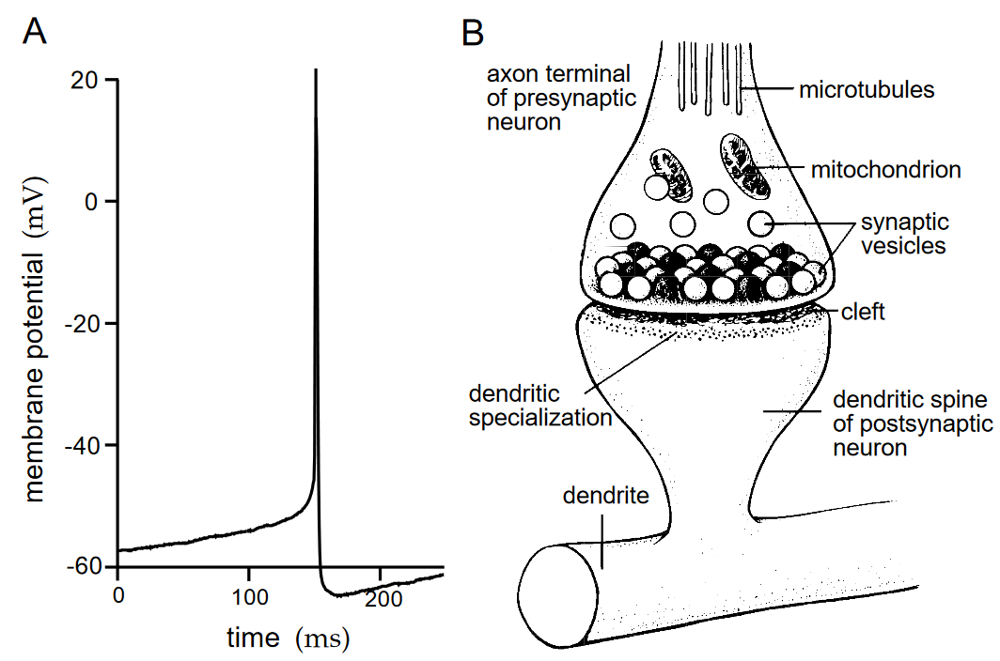 A
20
0
-20
-40
-60
0
100
200
membrane potential (mV)
time (ms)
B
axon terminal
of presynaptic
neuron
microtubules
mitochondrion
synaptic
vesicles
cleft
dendritic
specialization
dendritic spine
of postsynaptic
neuron
dendrite